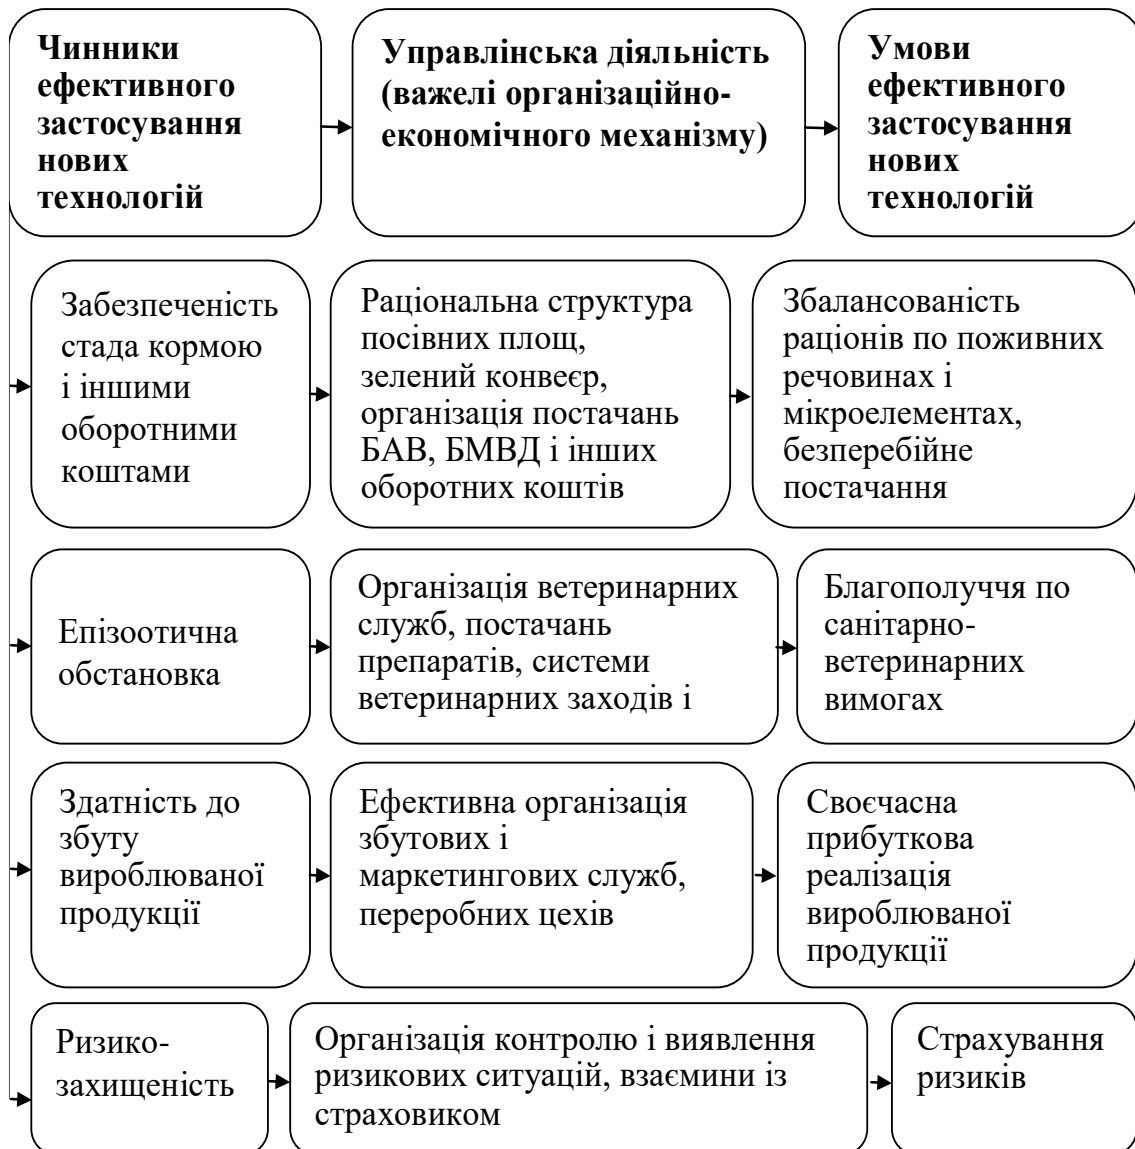 Чинники
ефективного
застосування
нових
технологій
Управлінська діяльність
(важелі організаційно-
економічного механізму)
Умови
ефективного
застосування
нових
технологій
Забезпеченість
стада кормою
і іншими
оборотними
коштами
Раціональна структура
посівних площ,
зелений конвеєр,
організація постачань
БАВ, БМВД і інших
оборотних коштів
Збалансованість
раціонів по поживних
речовинах і
мікроелементах,
безперебійне
постачання
Епізоотична
обстановка
Організація ветеринарних
служб, постачань
препаратів, системи
ветеринарних заходів і
Благополуччя по
санітарно-
ветеринарних
вимогах
Здатність до
збуту
вироблюваної
продукції
Ефективна організація
збутових і
маркетингових служб,
переробних цехів
Своєчасна
прибуткова
реалізація
вироблюваної
продукції
Ризико-
захищеність
Організація контролю і виявлення
ризикових ситуацій, взаємини із
страховиком
Страхування
ризиків